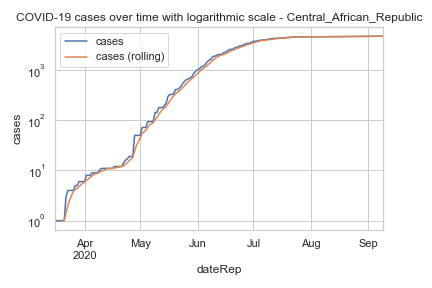 COVID-19 cases over time with logarithmic scale - Central_African_Republic
cases
cases (rolling)
10³
10²
10¹
10⁰
cases
Apr
2020
May
Jun
Jul
Aug
Sep
dateRep